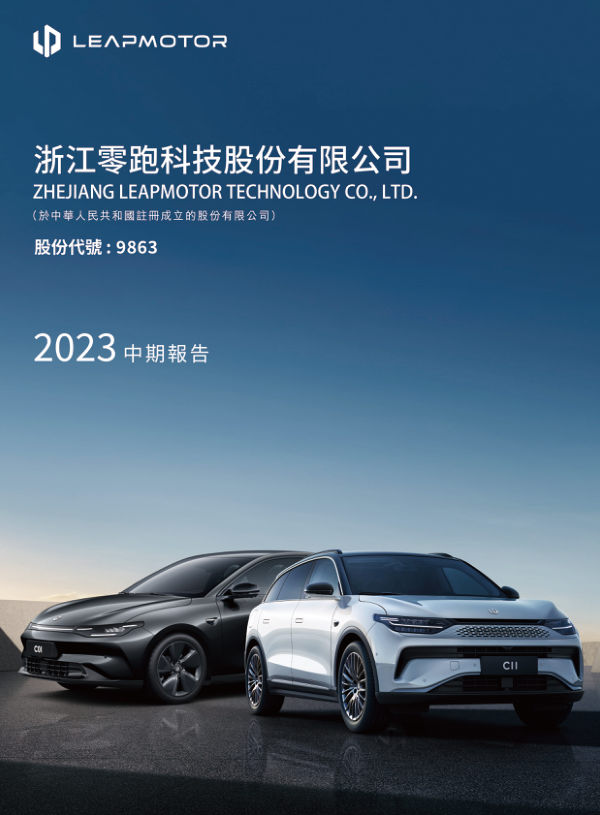 LEAPMOTOR
浙江零跑科技股份有限公司
ZHEJIANG LEAPMOTOR TECHNOLOGY CO., LTD.
(於中華人民共和國註冊成立的股份有限公司)
股份代號 : 9863
2023 中期報告
C01
C11